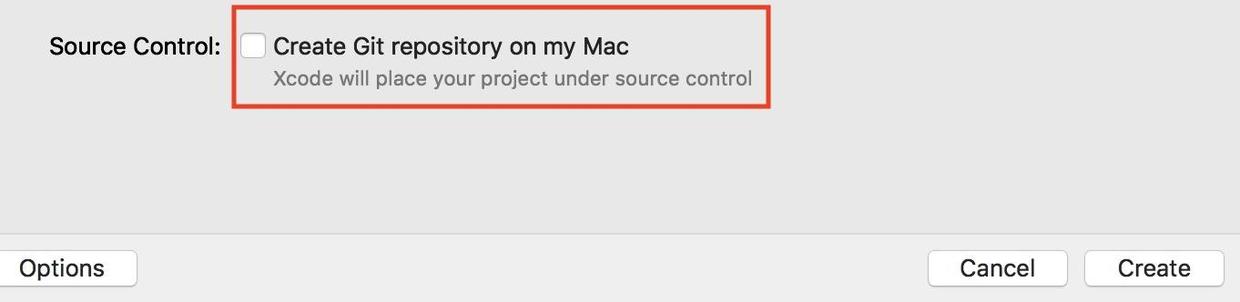 Source Control: Create Git repository on my Mac
Xcode will place your project under source control
Options Cancel Create